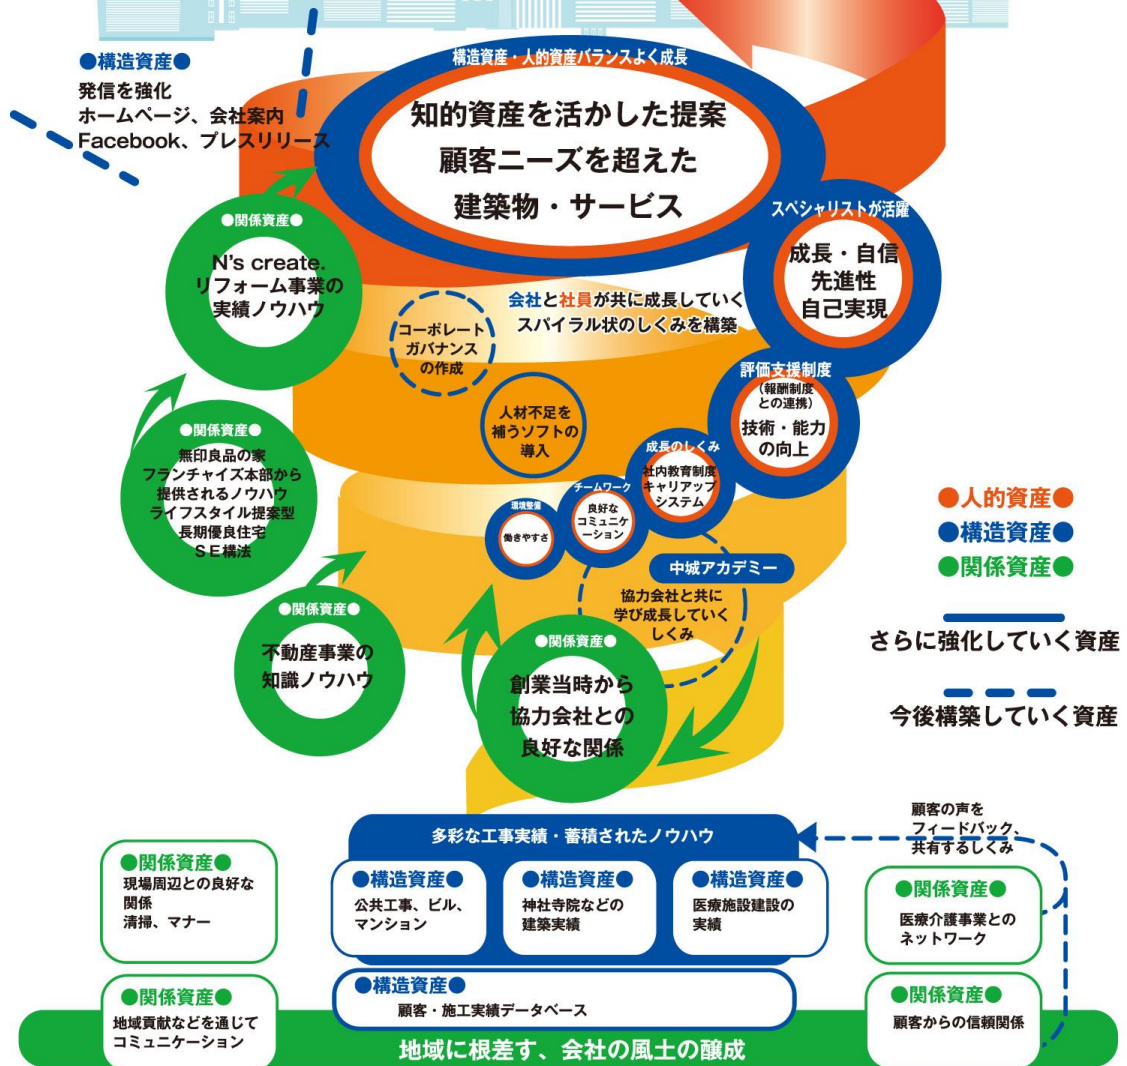 ●構造資産●
発信を強化
ホームページ、会社案内
Facebook、プレスリリース
構造資産・人的資産バランスよく成長
知的資産を活かした提案
顧客ニーズを超えた
建築物・サービス
スペシャリストが活躍
成長・自信
先進性
自己実現
●関係資産●
N's create.
リフォーム事業の
実績ノウハウ
会社と社員が共に成長していく
スパイラル状のしくみを構築
コーポレート
ガバナンス
の作成
評価支援制度
（報酬制度
との連携）
技術・能力
の向上
人材不足を
補うソフトの
導入
●関係資産●
無印良品の家
フランチャイズ本部から
提供されるノウハウ
ライフスタイル提案型
長期優良住宅
ＳＥ構法
成長のしくみ
社内教育制度
キャリアアップ
システム
チームワーク
良好な
コミュニケ
ーション
環境整備
働きやすさ
●人的資産●
●構造資産●
●関係資産●
さらに強化していく資産
今後構築していく資産
中城アカデミー
協力会社と共に
学び成長していく
しくみ
●関係資産●
不動産事業の
知識ノウハウ
●関係資産●
創業当時から
協力会社との
良好な関係
顧客の声を
フィードバック、
共有するしくみ
多彩な工事実績・蓄積されたノウハウ
●関係資産●
現場周辺との良好な
関係
清掃、マナー
●構造資産●
公共工事、ビル、
マンション
●構造資産●
神社寺院などの
建築実績
●構造資産●
医療施設建設の
実績
●関係資産●
医療介護事業との
ネットワーク
●関係資産●
地域貢献などを通じて
コミュニケーション
●構造資産●
顧客・施工実績データベース
●関係資産●
顧客からの信頼関係
地域に根差す、会社の風土の醸成